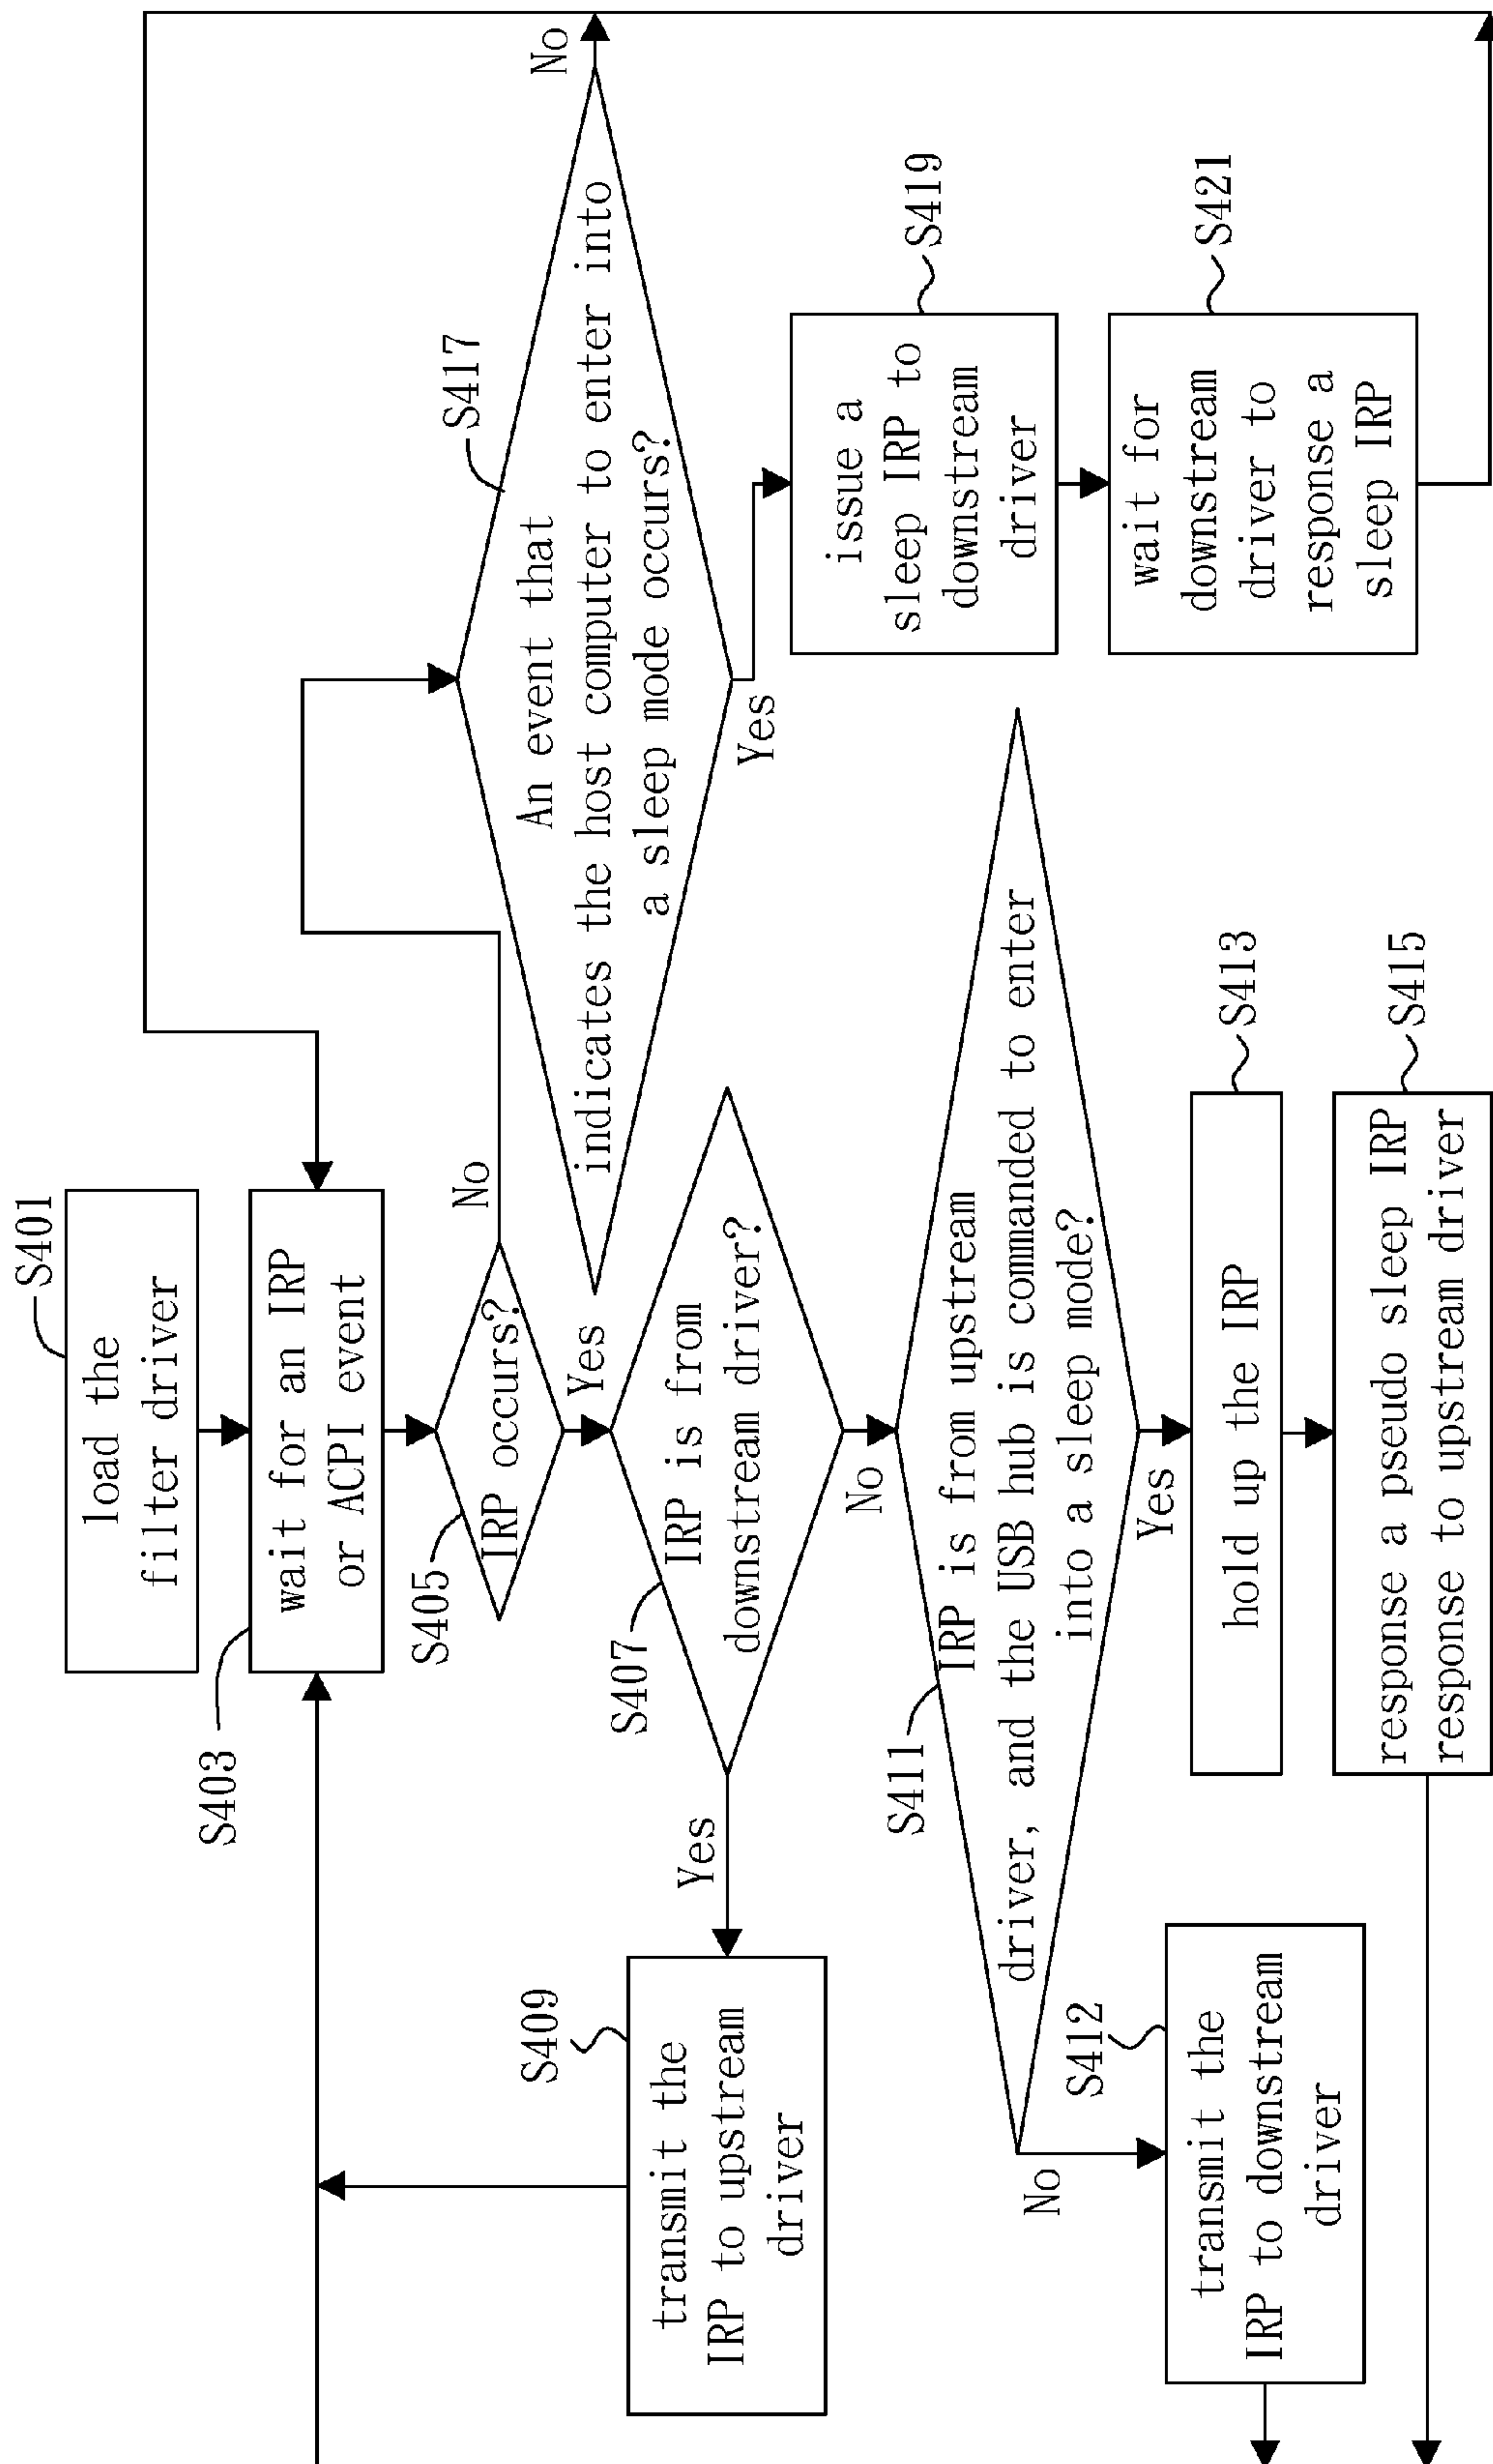 S401
load the
filter driver
S403
wait for an IRP
or ACPI event
S405
IRP occurs?
No
Yes
S407
IRP is from
downstream driver?
Yes
No
S409
transmit the
IRP to upstream
driver
S411
IRP is from upstream
driver, and the USB hub is commanded to enter
into a sleep mode?
No
Yes
S412
transmit the
IRP to downstream
driver
S413
hold up the IRP
S415
response a pseudo sleep IRP
response to upstream driver
S417
An event that
indicates the host computer to enter into
a sleep mode occurs?
No
Yes
S419
issue a
sleep IRP to
downstream
driver
S421
wait for
downstream
driver to
response a
sleep IRP